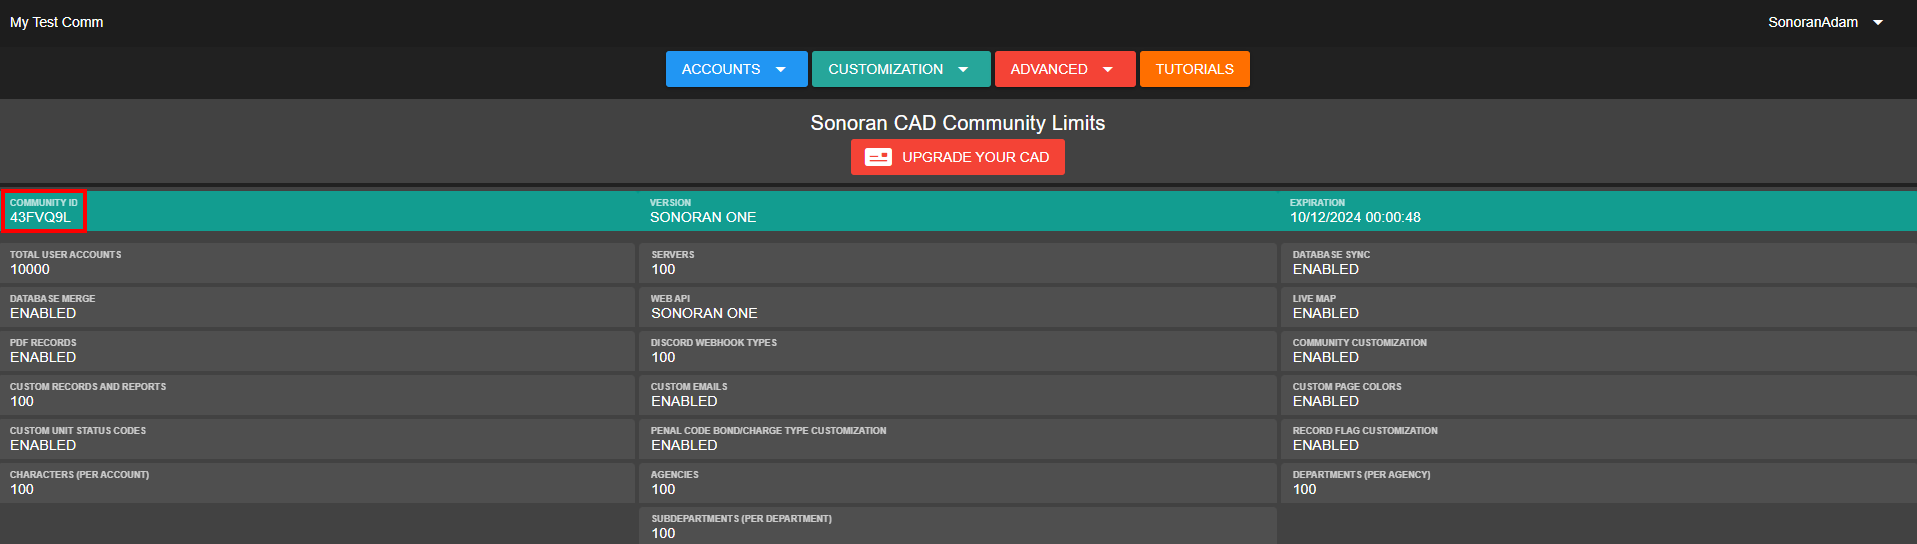 My Test Comm
SonoranAdam
ACCOUNTS
CUSTOMIZATION
ADVANCED
TUTORIALS
Sonoran CAD Community Limits
UPGRADE YOUR CAD
COMMUNITY ID
43FVQ9L
VERSION
SONORAN ONE
EXPIRATION
10/12/2024 00:00:48
TOTAL USER ACCOUNTS
10000
SERVERS
100
DATABASE SYNC
ENABLED
DATABASE MERGE
ENABLED
WEB API
SONORAN ONE
LIVE MAP
ENABLED
PDF RECORDS
ENABLED
DISCORD WEBHOOK TYPES
100
COMMUNITY CUSTOMIZATION
ENABLED
CUSTOM RECORDS AND REPORTS
100
CUSTOM EMAILS
ENABLED
CUSTOM PAGE COLORS
ENABLED
CUSTOM UNIT STATUS CODES
ENABLED
PENAL CODE BOND/CHARGE TYPE CUSTOMIZATION
ENABLED
RECORD FLAG CUSTOMIZATION
ENABLED
CHARACTERS (PER ACCOUNT)
100
AGENCIES
100
DEPARTMENTS (PER AGENCY)
100
SUBDEPARTMENTS (PER DEPARTMENT)
100